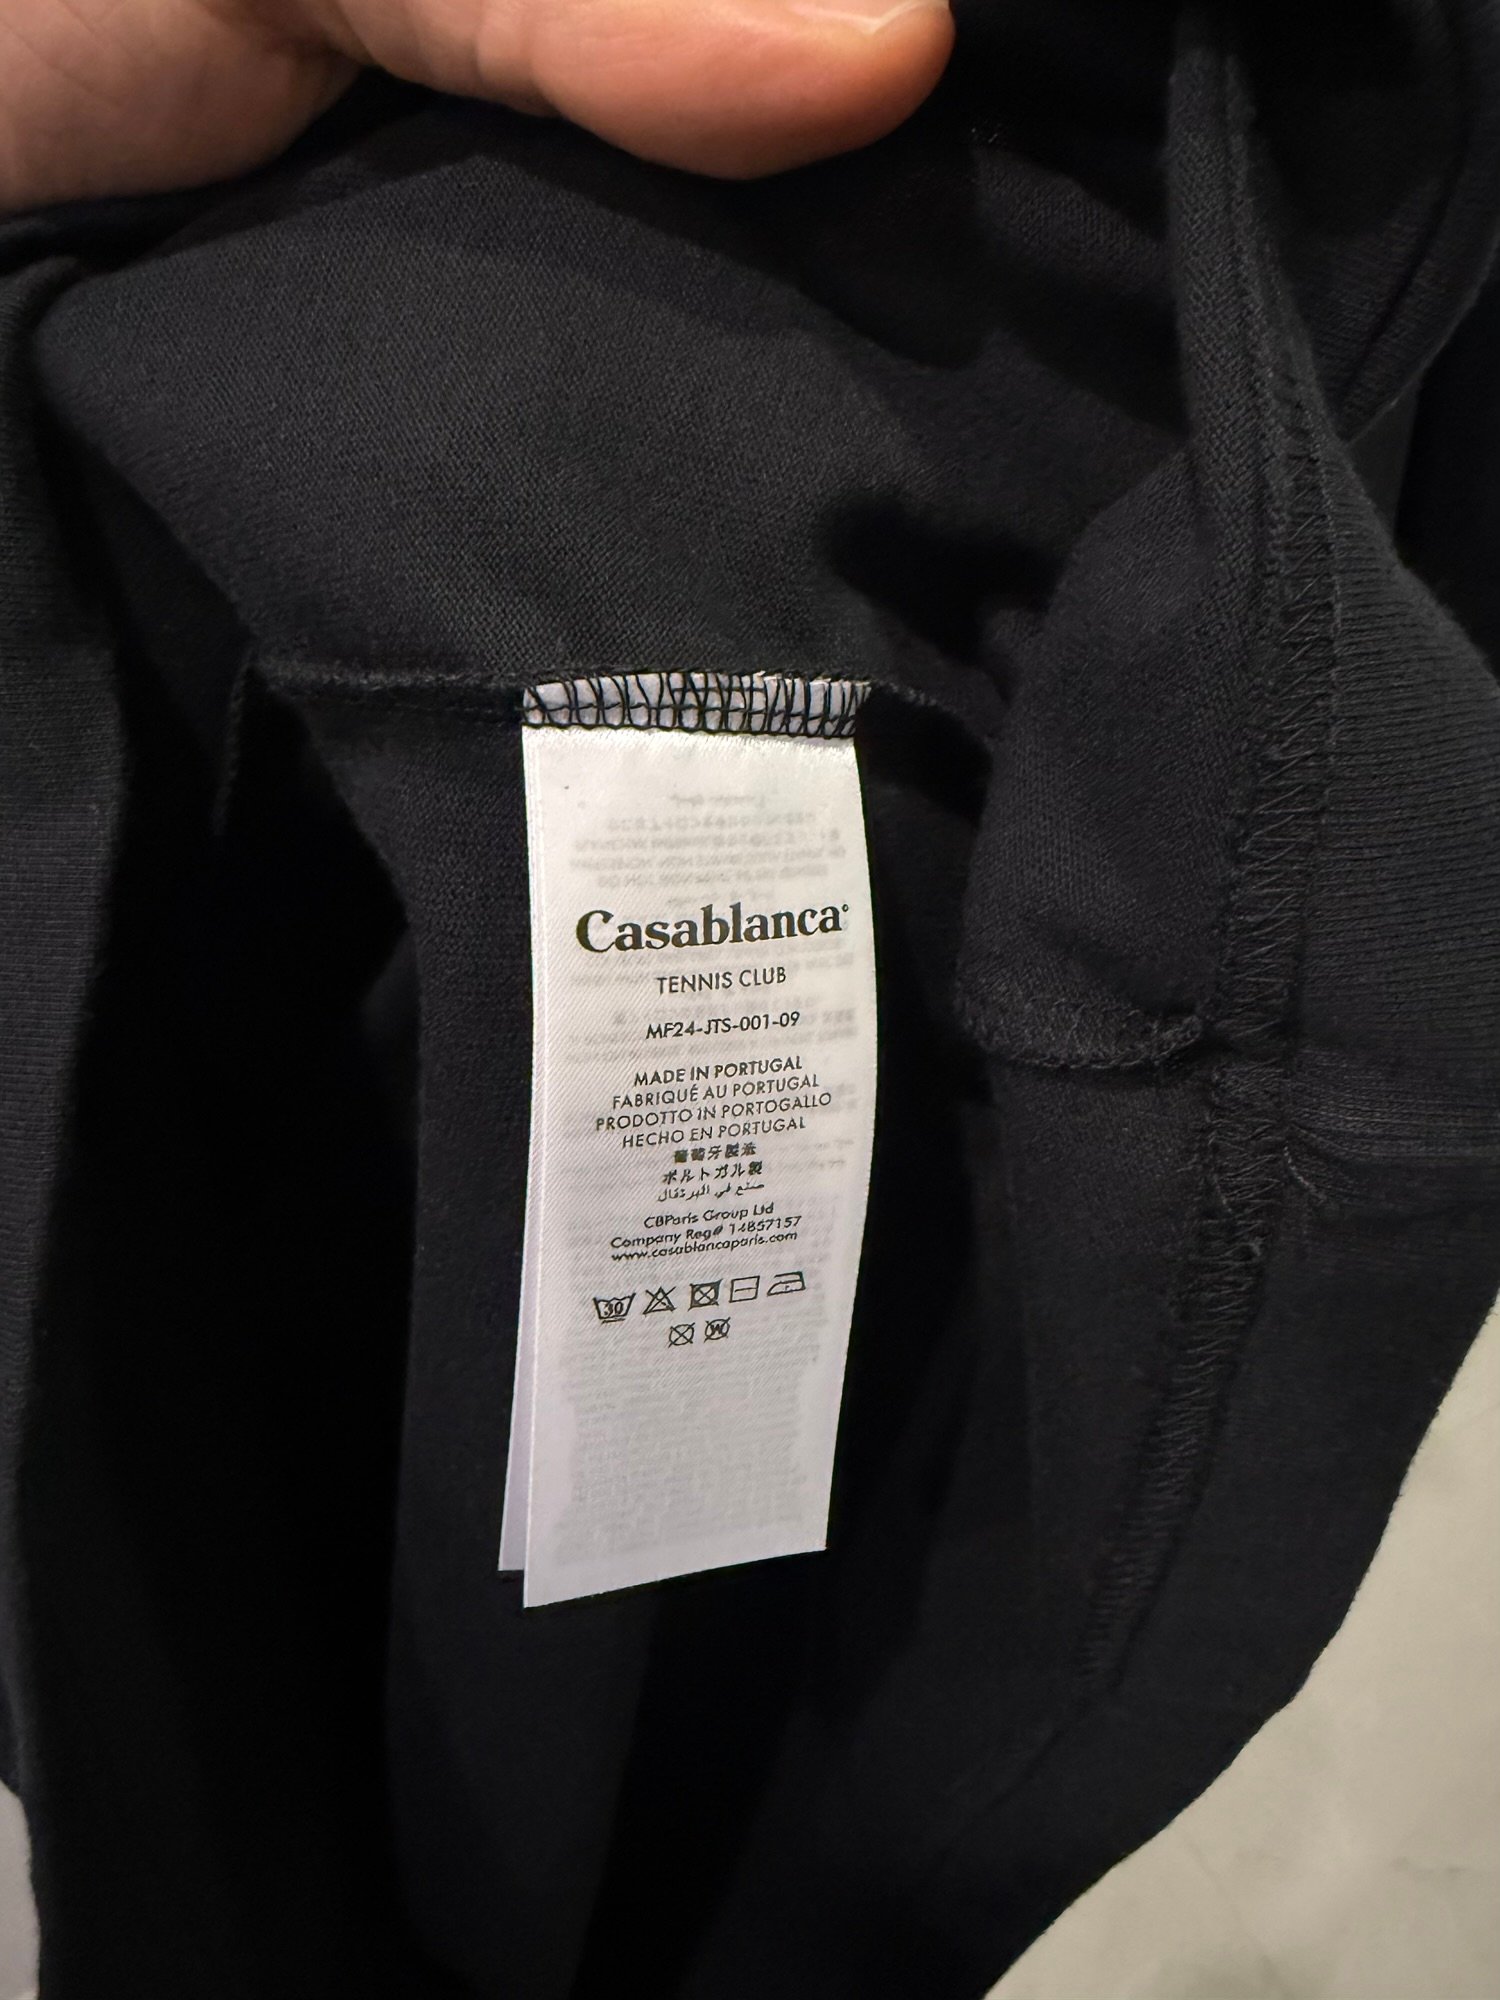 Casablanca
TENNIS CLUB
MF24-JTS-001-09
MADE IN PORTUGAL
FABRIQUÉ AU PORTUGAL
PRODOTTO IN PORTOGALLO
HECHO EN PORTUGAL
葡萄牙製造
ポルトガル製
صنع في البرتغال
CBParis Group Ltd
Company Reg# 14857157
www.casablancaparis.com
30
W